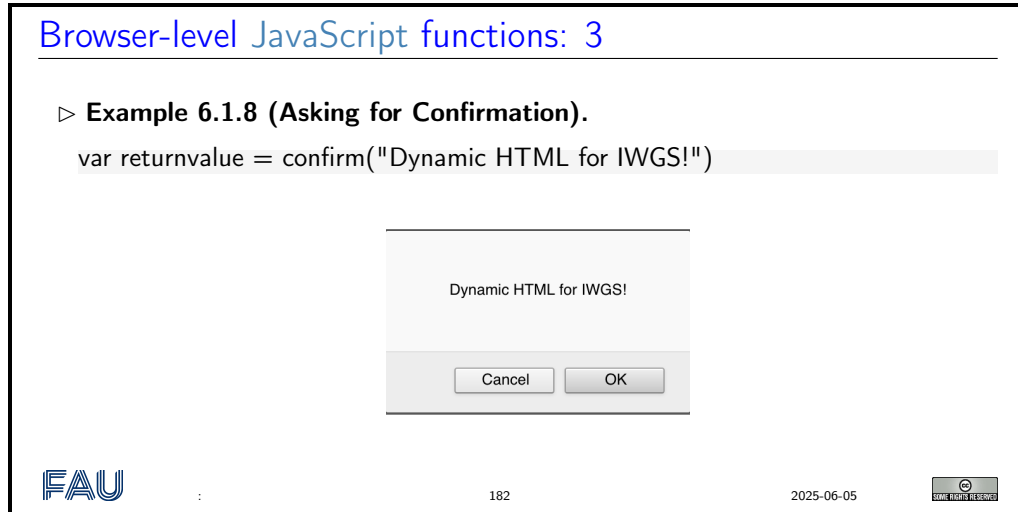 Browser-level JavaScript functions: 3
▷ Example 6.1.8 (Asking for Confirmation).
var returnvalue = confirm("Dynamic HTML for IWGS!")
Dynamic HTML for IWGS!
Cancel OK
FAU : 182 2025-06-05 cc
SOME RIGHTS RESERVED